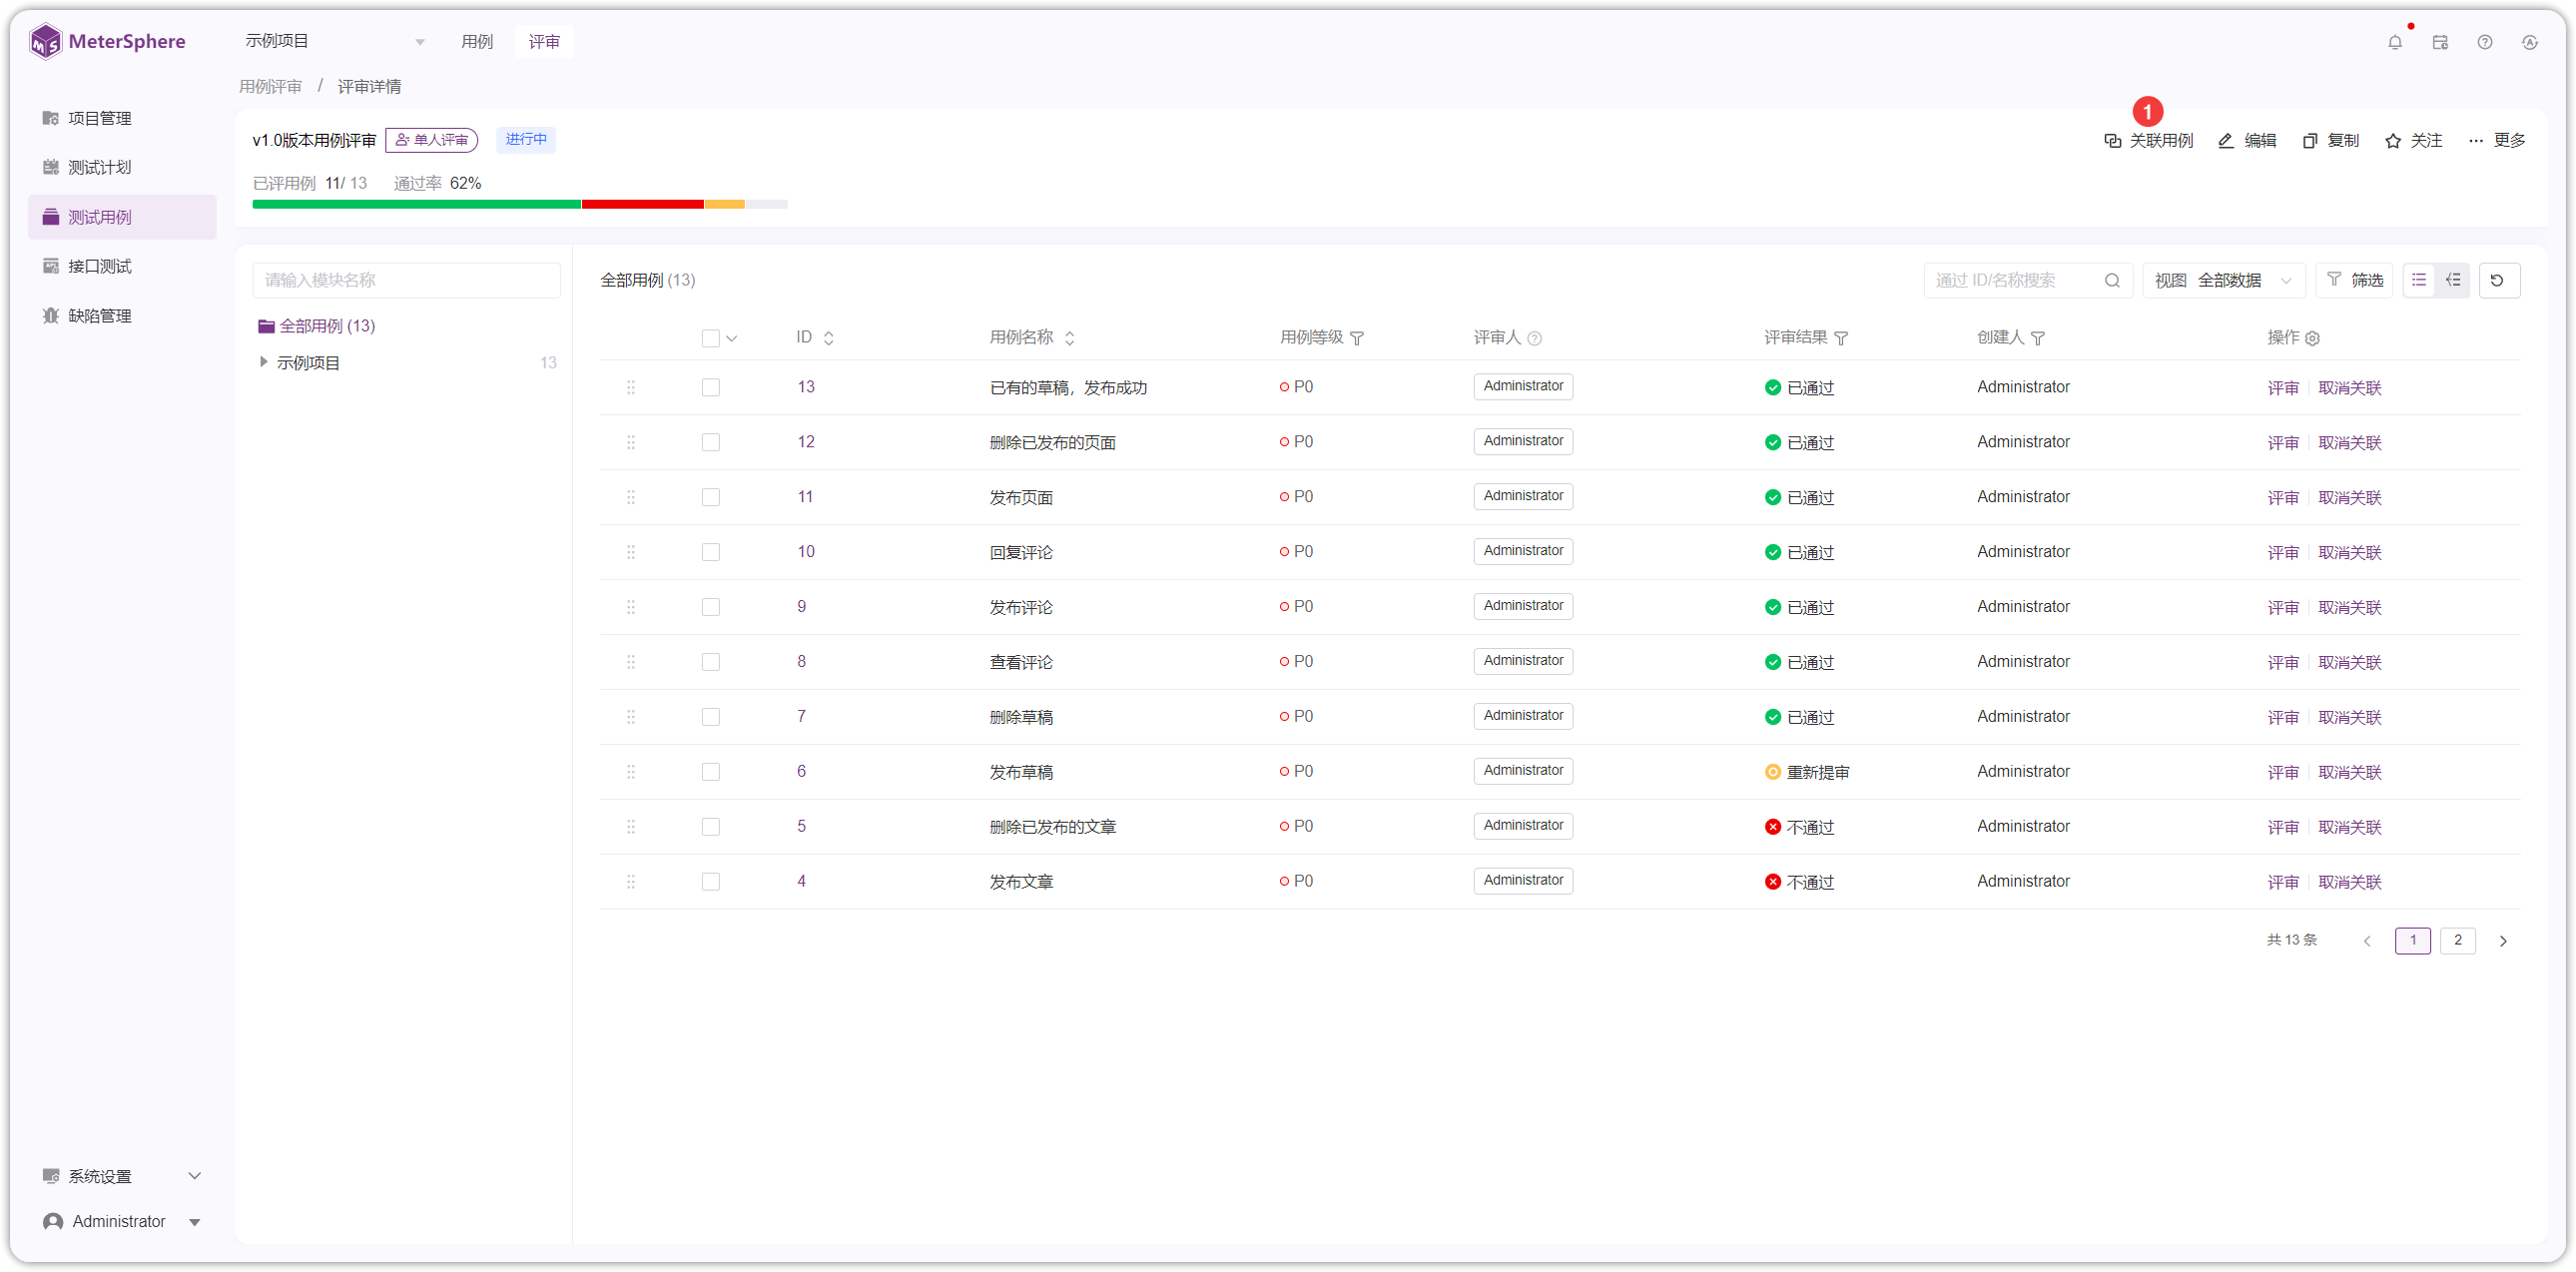 MeterSphere
示例项目 用例 评审
用例评审 / 评审详情
项目管理
测试计划
测试用例
接口测试
缺陷管理
系统设置
Administrator
v1.0版本用例评审 单人评审 进行中
1
关联用例 编辑 复制 关注 更多
已评用例 11/ 13 通过率 62%
请输入模块名称
全部用例 (13)
示例项目 13
全部用例 (13)
通过 ID/名称搜索 视图 全部数据 筛选
ID 用例名称 用例等级 评审人 评审结果 创建人 操作
13 已有的草稿，发布成功 P0 Administrator 已通过 Administrator 评审 取消关联
12 删除已发布的页面 P0 Administrator 已通过 Administrator 评审 取消关联
11 发布页面 P0 Administrator 已通过 Administrator 评审 取消关联
10 回复评论 P0 Administrator 已通过 Administrator 评审 取消关联
9 发布评论 P0 Administrator 已通过 Administrator 评审 取消关联
8 查看评论 P0 Administrator 已通过 Administrator 评审 取消关联
7 删除草稿 P0 Administrator 已通过 Administrator 评审 取消关联
6 发布草稿 P0 Administrator 重新提审 Administrator 评审 取消关联
5 删除已发布的文章 P0 Administrator 不通过 Administrator 评审 取消关联
4 发布文章 P0 Administrator 不通过 Administrator 评审 取消关联
共 13 条 1 2